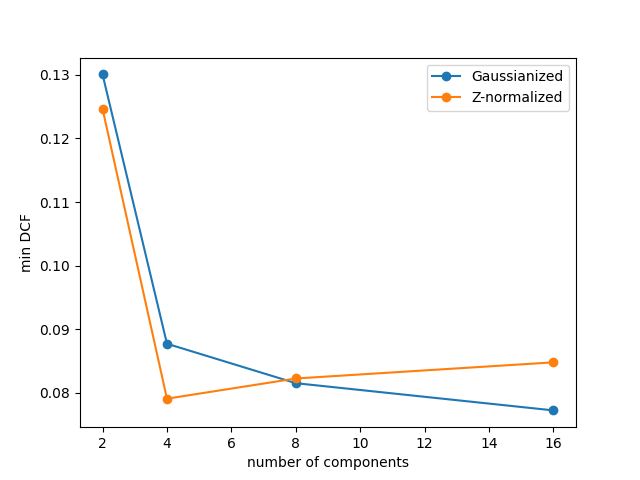 Gaussianized
Z-normalized
0.13
0.12
0.11
0.10
0.09
0.08
min DCF
2 4 6 8 10 12 14 16
number of components